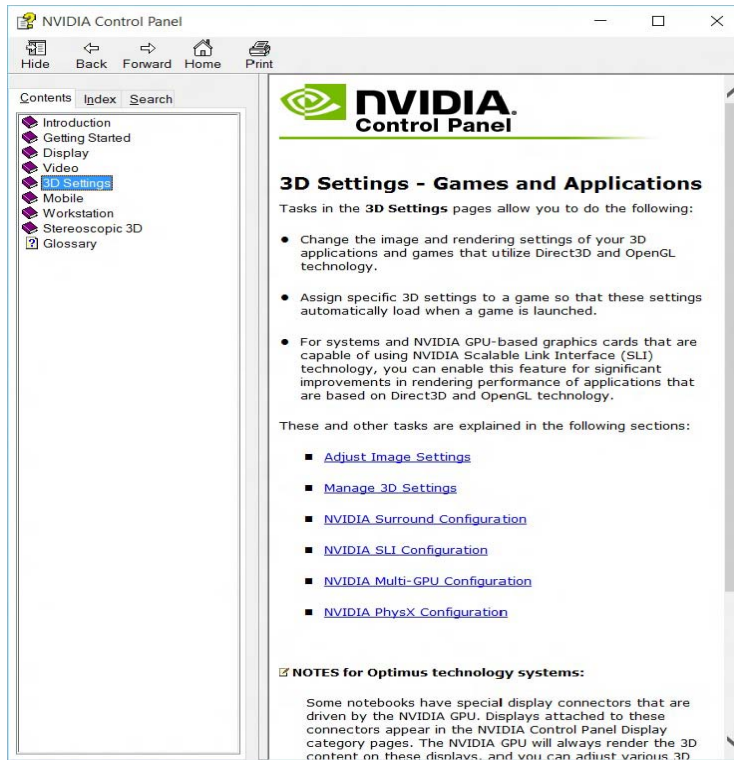 NVIDIA Control Panel
Hide Back Forward Home Print
Contents Index Search
Introduction
Getting Started
Display
Video
3D Settings
Mobile
Workstation
Stereoscopic 3D
Glossary
NVIDIA.
Control Panel
3D Settings - Games and Applications
Tasks in the 3D Settings pages allow you to do the following:
● Change the image and rendering settings of your 3D
applications and games that utilize Direct3D and OpenGL
technology.
● Assign specific 3D settings to a game so that these settings
automatically load when a game is launched.
● For systems and NVIDIA GPU-based graphics cards that are
capable of using NVIDIA Scalable Link Interface (SLI)
technology, you can enable this feature for significant
improvements in rendering performance of applications that
are based on Direct3D and OpenGL technology.
These and other tasks are explained in the following sections:
■ Adjust Image Settings
■ Manage 3D Settings
■ NVIDIA Surround Configuration
■ NVIDIA SLI Configuration
■ NVIDIA Multi-GPU Configuration
■ NVIDIA PhysX Configuration
NOTES for Optimus technology systems:
Some notebooks have special display connectors that are
driven by the NVIDIA GPU. Displays attached to these
connectors appear in the NVIDIA Control Panel Display
category pages. The NVIDIA GPU will always render the 3D
content on these displays, and you can adjust various 3D